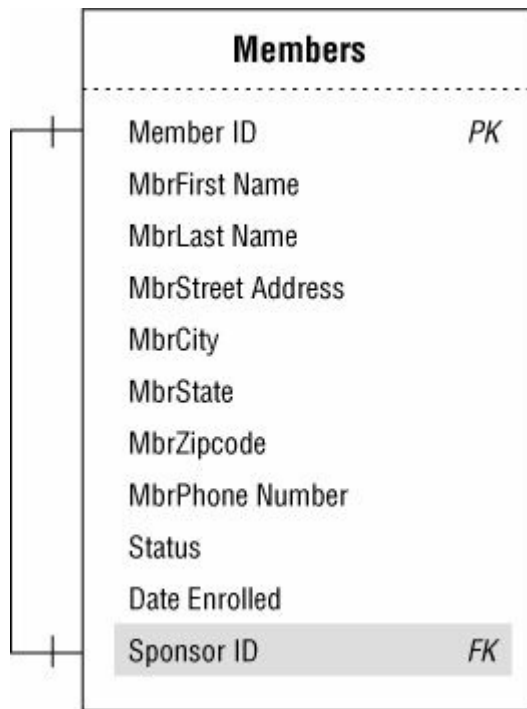 Members
Member ID PK
MbrFirst Name
MbrLast Name
MbrStreet Address
MbrCity
MbrState
MbrZipcode
MbrPhone Number
Status
Date Enrolled
Sponsor ID FK